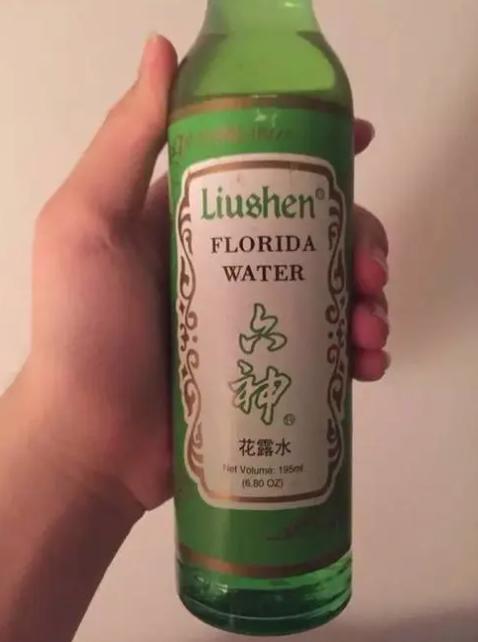 Liushen®
FLORIDA
WATER
六
神®
花露水
Net Volume: 195ml
(6.80 OZ)